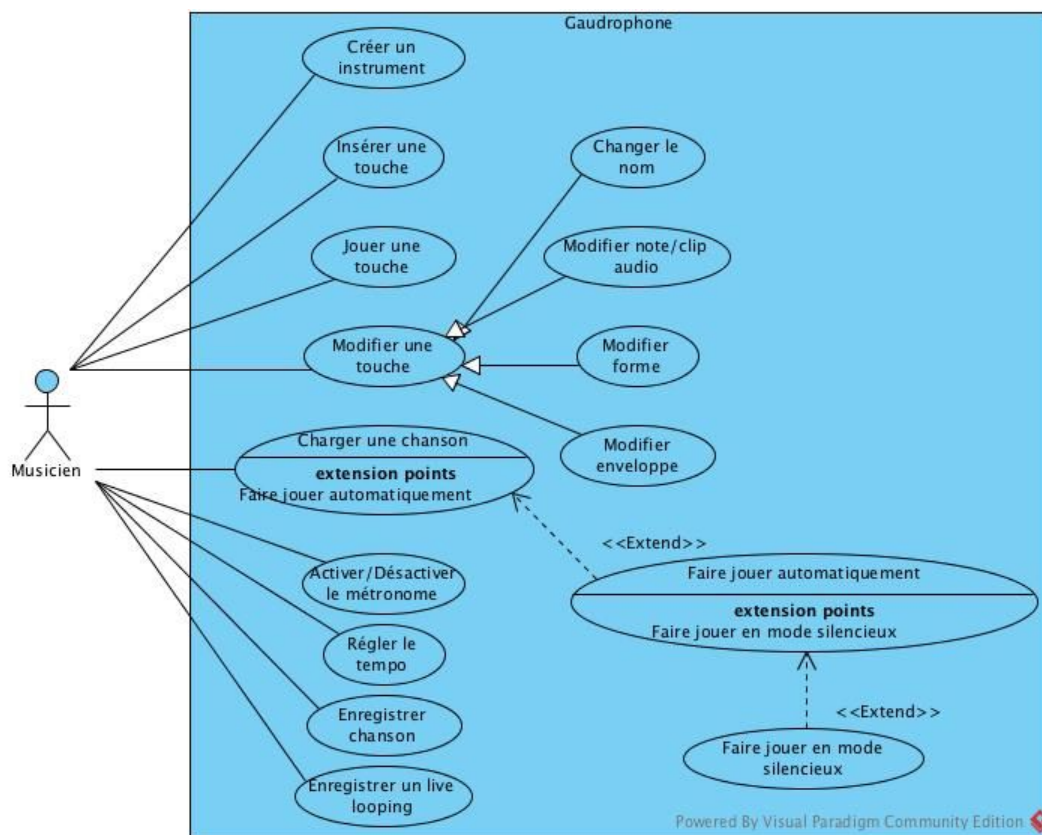 Gaudrophone
Créer un
instrument
Insérer une
touche
Changer le
nom
Jouer une
touche
Modifier note/clip
audio
Modifier une
touche
Modifier
forme
Musicien
Charger une chanson
extension points
Faire jouer automatiquement
Modifier
enveloppe
<<Extend>>
Activer/Désactiver
le métronome
Faire jouer automatiquement
extension points
Faire jouer en mode silencieux
Régler le
tempo
<<Extend>>
Enregistrer
chanson
Faire jouer en mode
silencieux
Enregistrer un live
looping
Powered By Visual Paradigm Community Edition